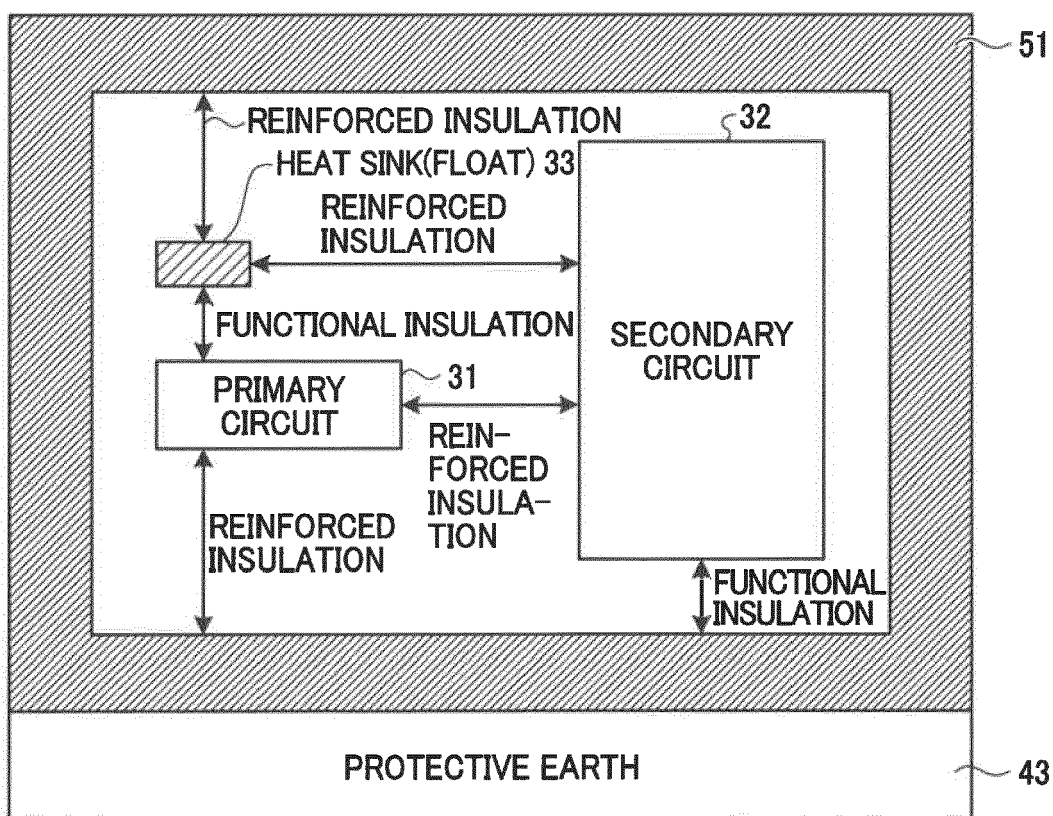 51
REINFORCED INSULATION
32
HEAT SINK(FLOAT) 33
REINFORCED
INSULATION
FUNCTIONAL INSULATION
SECONDARY
CIRCUIT
31
PRIMARY
CIRCUIT
REIN-
FORCED
INSULA-
TION
REINFORCED
INSULATION
FUNCTIONAL
INSULATION
PROTECTIVE EARTH
43